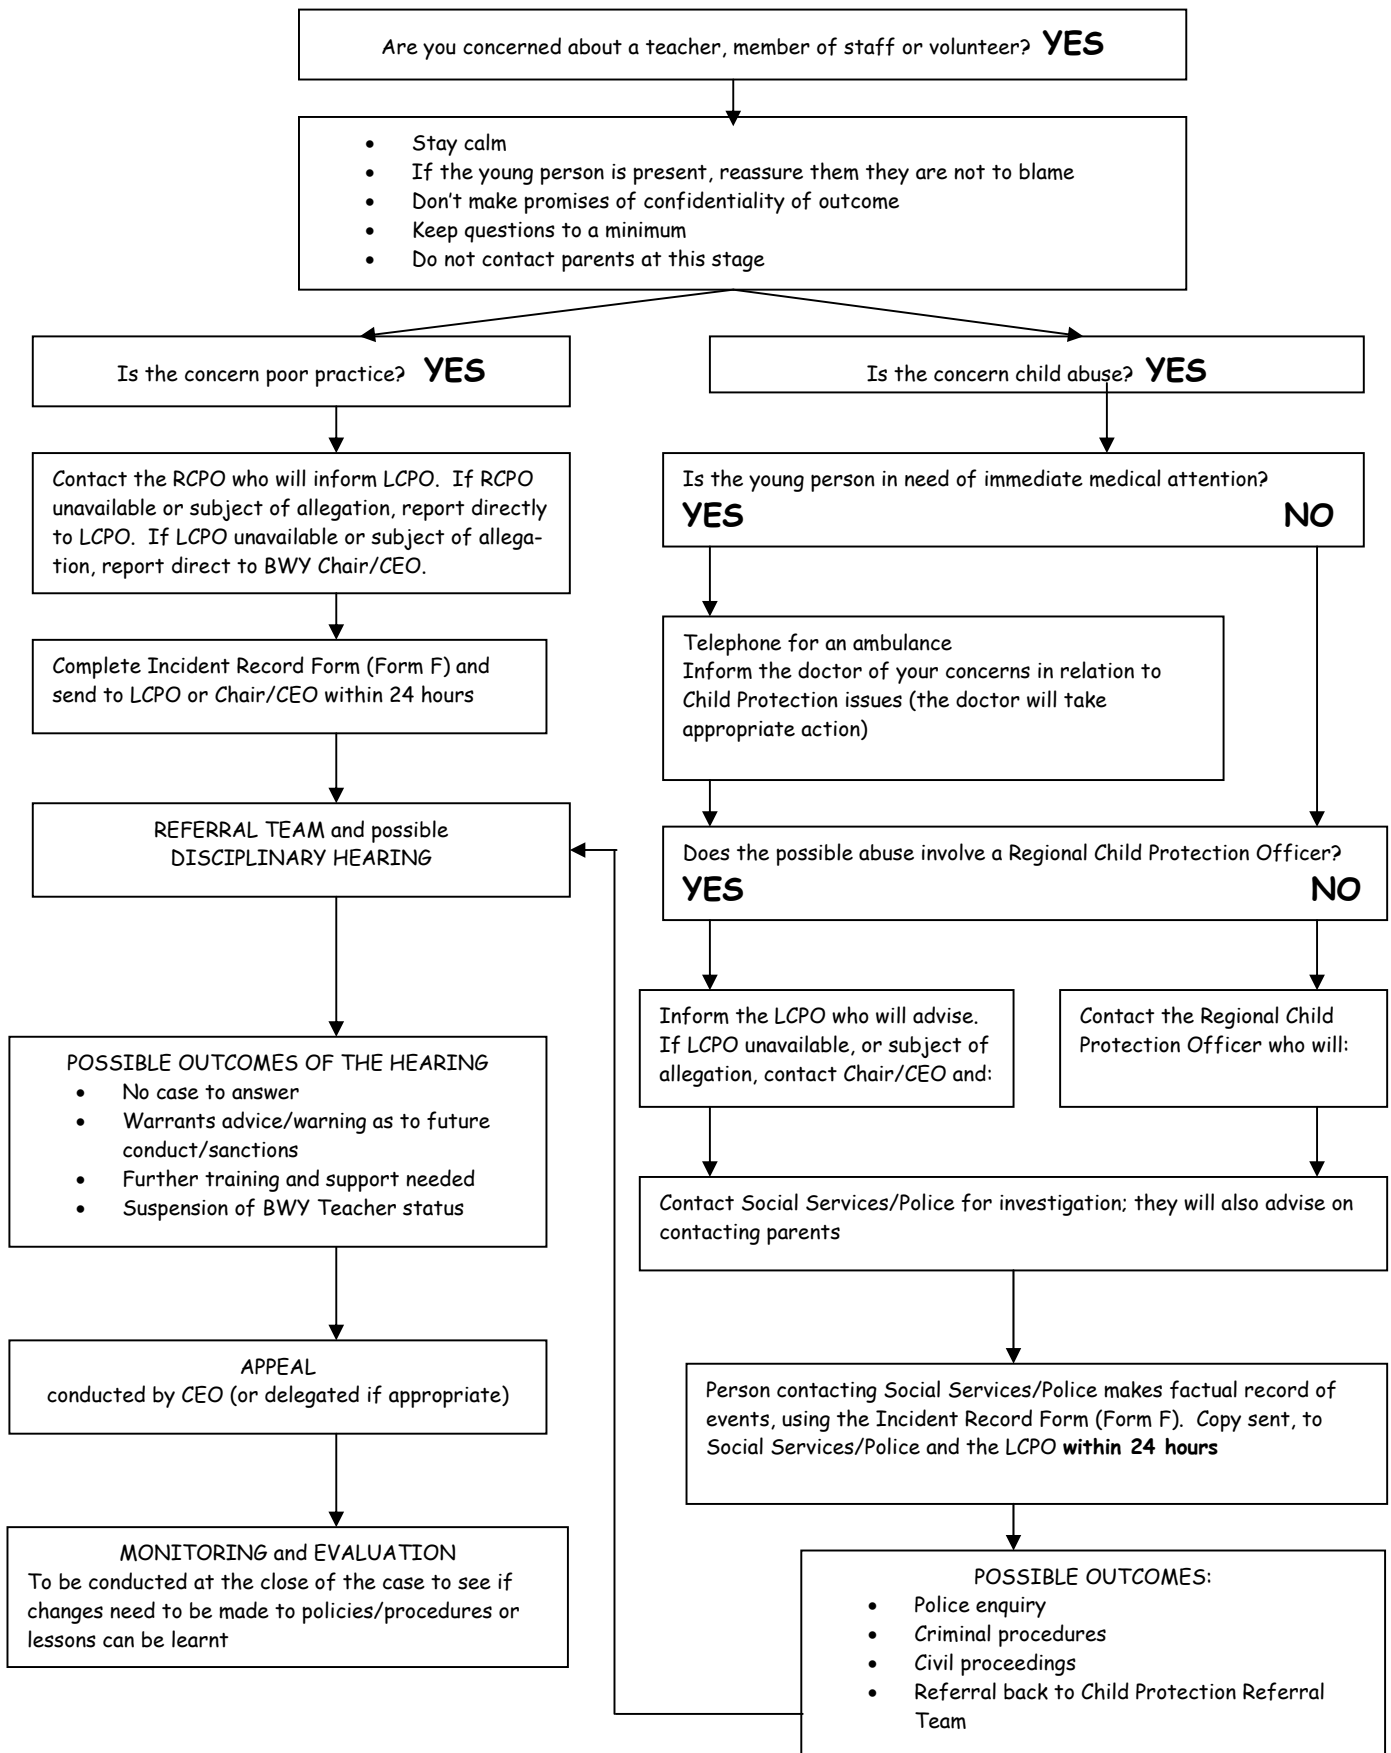 Are you concerned about a teacher, member of staff or volunteer? YES
• Stay calm
• If the young person is present, reassure them they are not to blame
• Don't make promises of confidentiality of outcome
• Keep questions to a minimum
• Do not contact parents at this stage
Is the concern poor practice? YES
Contact the RCPO who will inform LCPO. If RCPO
unavailable or subject of allegation, report directly
to LCPO. If LCPO unavailable or subject of allega-
tion, report direct to BWY Chair/CEO.
Complete Incident Record Form (Form F) and
send to LCPO or Chair/CEO within 24 hours
REFERRAL TEAM and possible
DISCIPLINARY HEARING
POSSIBLE OUTCOMES OF THE HEARING
• No case to answer
• Warrants advice/warning as to future
conduct/sanctions
• Further training and support needed
• Suspension of BWY Teacher status
APPEAL
conducted by CEO (or delegated if appropriate)
MONITORING and EVALUATION
To be conducted at the close of the case to see if
changes need to be made to policies/procedures or
lessons can be learnt
Is the concern child abuse? YES
Is the young person in need of immediate medical attention?
YES NO
Telephone for an ambulance
Inform the doctor of your concerns in relation to
Child Protection issues (the doctor will take
appropriate action)
Does the possible abuse involve a Regional Child Protection Officer?
YES NO
Inform the LCPO who will advise.
If LCPO unavailable, or subject of
allegation, contact Chair/CEO and:
Contact the Regional Child
Protection Officer who will:
Contact Social Services/Police for investigation; they will also advise on
contacting parents
Person contacting Social Services/Police makes factual record of
events, using the Incident Record Form (Form F). Copy sent, to
Social Services/Police and the LCPO within 24 hours
POSSIBLE OUTCOMES:
• Police enquiry
• Criminal procedures
• Civil proceedings
• Referral back to Child Protection Referral
Team